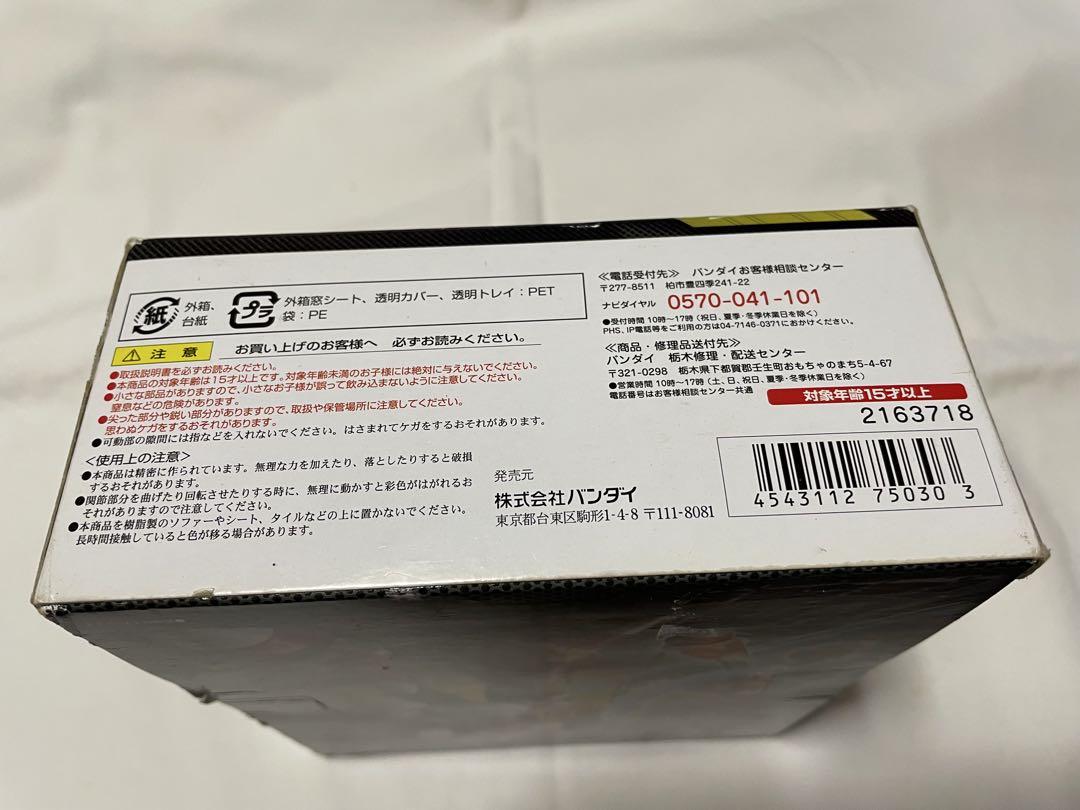 紙 外箱、台紙
プラ 外箱窓シート、透明カバー、透明トレイ：PET
袋：PE
注意 お買い上げのお客様へ 必ずお読みください。
●取扱説明書を必ずお読みください。
●本商品の対象年齢は15才以上です。対象年齢未満のお子様には絶対に与えないでください。
●小さな部品がありますので、小さなお子様が誤って飲み込まないように注意してください。
窒息などの危険があります。
●尖った部分や鋭い部分がありますので、取扱や保管場所に注意してください。
思わぬケガをするおそれがあります。
●可動部の隙間には指などを入れないでください。はさまれてケガをするおそれがあります。
＜使用上の注意＞
●本商品は精密に作られています。無理な力を加えたり、落としたりすると破損
するおそれがあります。
●関節部分を曲げたり回転させたりする時に、無理に動かすと彩色がはがれるお
それがありますので注意してください。
●本商品を樹脂製のソファーやシート、タイルなどの上に置かないでください。
長時間接触していると色が移る場合があります。
発売元
株式会社バンダイ
東京都台東区駒形1-4-8 〒111-8081
≪電話受付先≫ バンダイお客様相談センター
〒277-8511 柏市豊四季241-22
ナビダイヤル 0570-041-101
●受付時間 10時〜17時（祝日、夏季・冬季休業日を除く）
PHS、IP電話等をご利用の方は04-7146-0371におかけください。
≪商品・修理品送付先≫
バンダイ 栃木修理・配送センター
〒321-0298 栃木県下都賀郡壬生町おもちゃのまち5-4-67
●営業時間 10時〜17時（土、日、祝日、夏季・冬季休業日を除く）
電話番号はお客様相談センター共通
対象年齢15才以上
2163718
4543112 75030 3